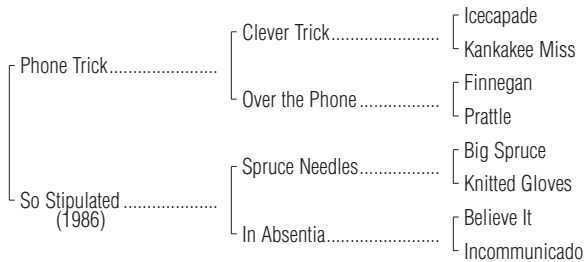 Icecapade
Clever Trick
Kankakee Miss
Phone Trick
Finnegan
Over the Phone
Prattle
Big Spruce
Spruce Needles
Knitted Gloves
So Stipulated
(1986)
Believe It
In Absentia
Incommunicado